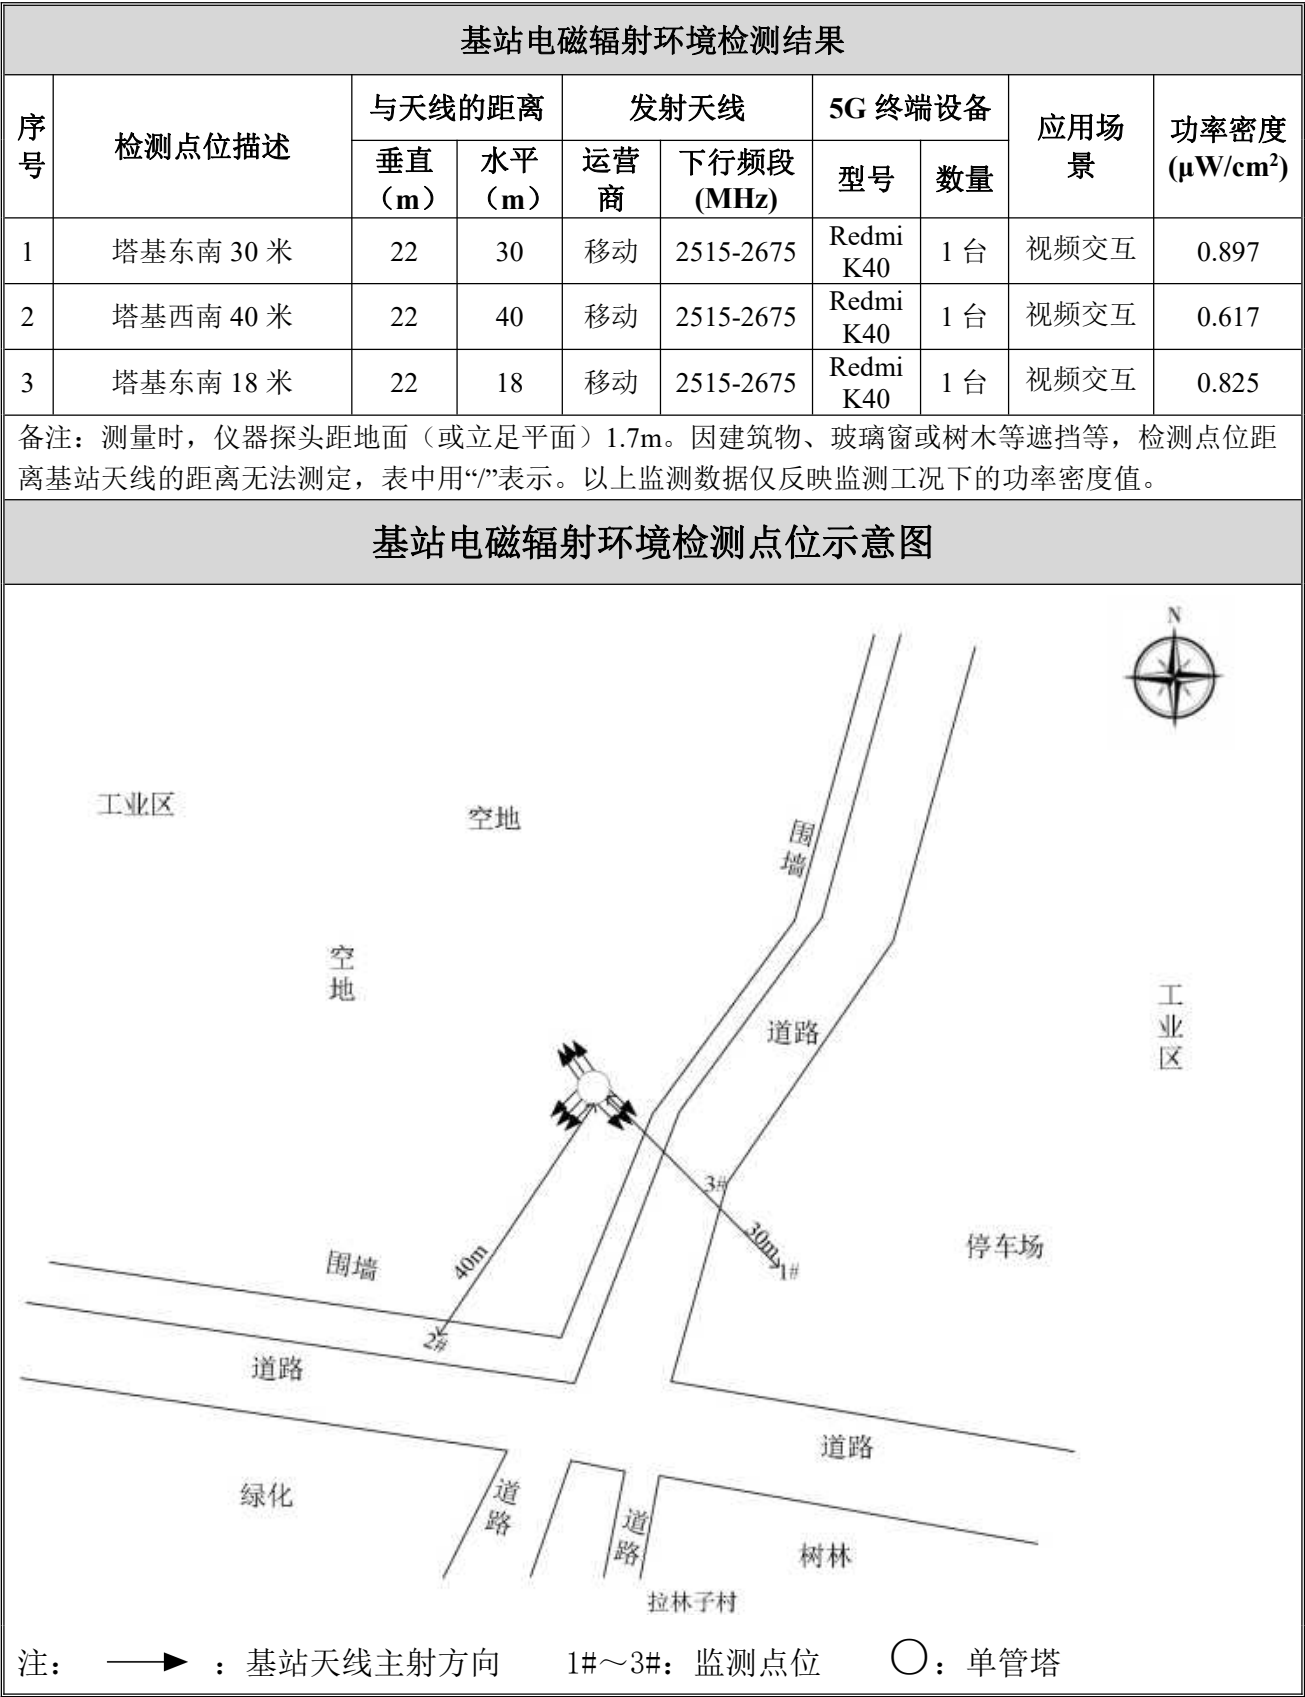 基站电磁辐射环境检测结果
序号 检测点位描述 与天线的距离 发射天线 5G 终端设备 应用场景 功率密度(μW/cm²)
垂直（m） 水平（m） 运营商 下行频段(MHz) 型号 数量
1 塔基东南 30 米 22 30 移动 2515-2675 Redmi K40 1 台 视频交互 0.897
2 塔基西南 40 米 22 40 移动 2515-2675 Redmi K40 1 台 视频交互 0.617
3 塔基东南 18 米 22 18 移动 2515-2675 Redmi K40 1 台 视频交互 0.825
备注：测量时，仪器探头距地面（或立足平面）1.7m。因建筑物、玻璃窗或树木等遮挡等，检测点位距
离基站天线的距离无法测定，表中用“/”表示。以上监测数据仅反映监测工况下的功率密度值。
基站电磁辐射环境检测点位示意图
N
工业区
空地
围墙
空地
工业区
道路
3#
30m
1#
停车场
围墙
40m
2#
道路
道路
绿化
道路
道路
树林
拉林子村
注： ：基站天线主射方向 1#～3#：监测点位 ：单管塔